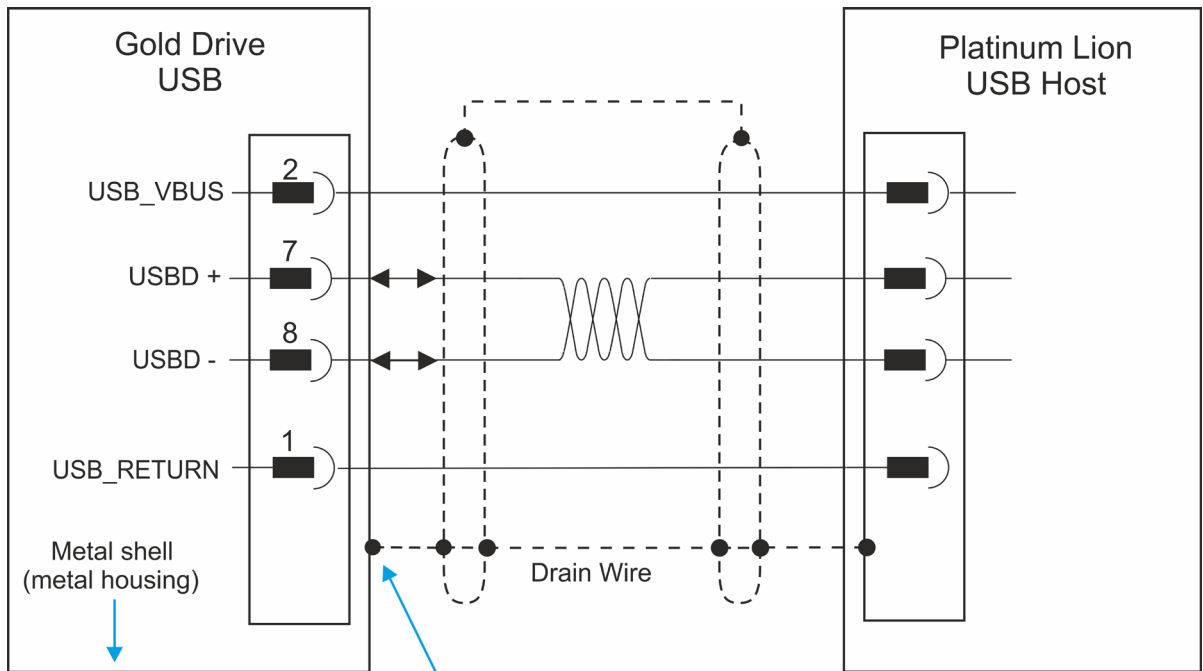 Gold Drive
USB
Platinum Lion
USB Host
2
USB_VBUS
7
USBD +
8
USBD -
1
USB_RETURN
Metal shell
(metal housing)
Drain Wire